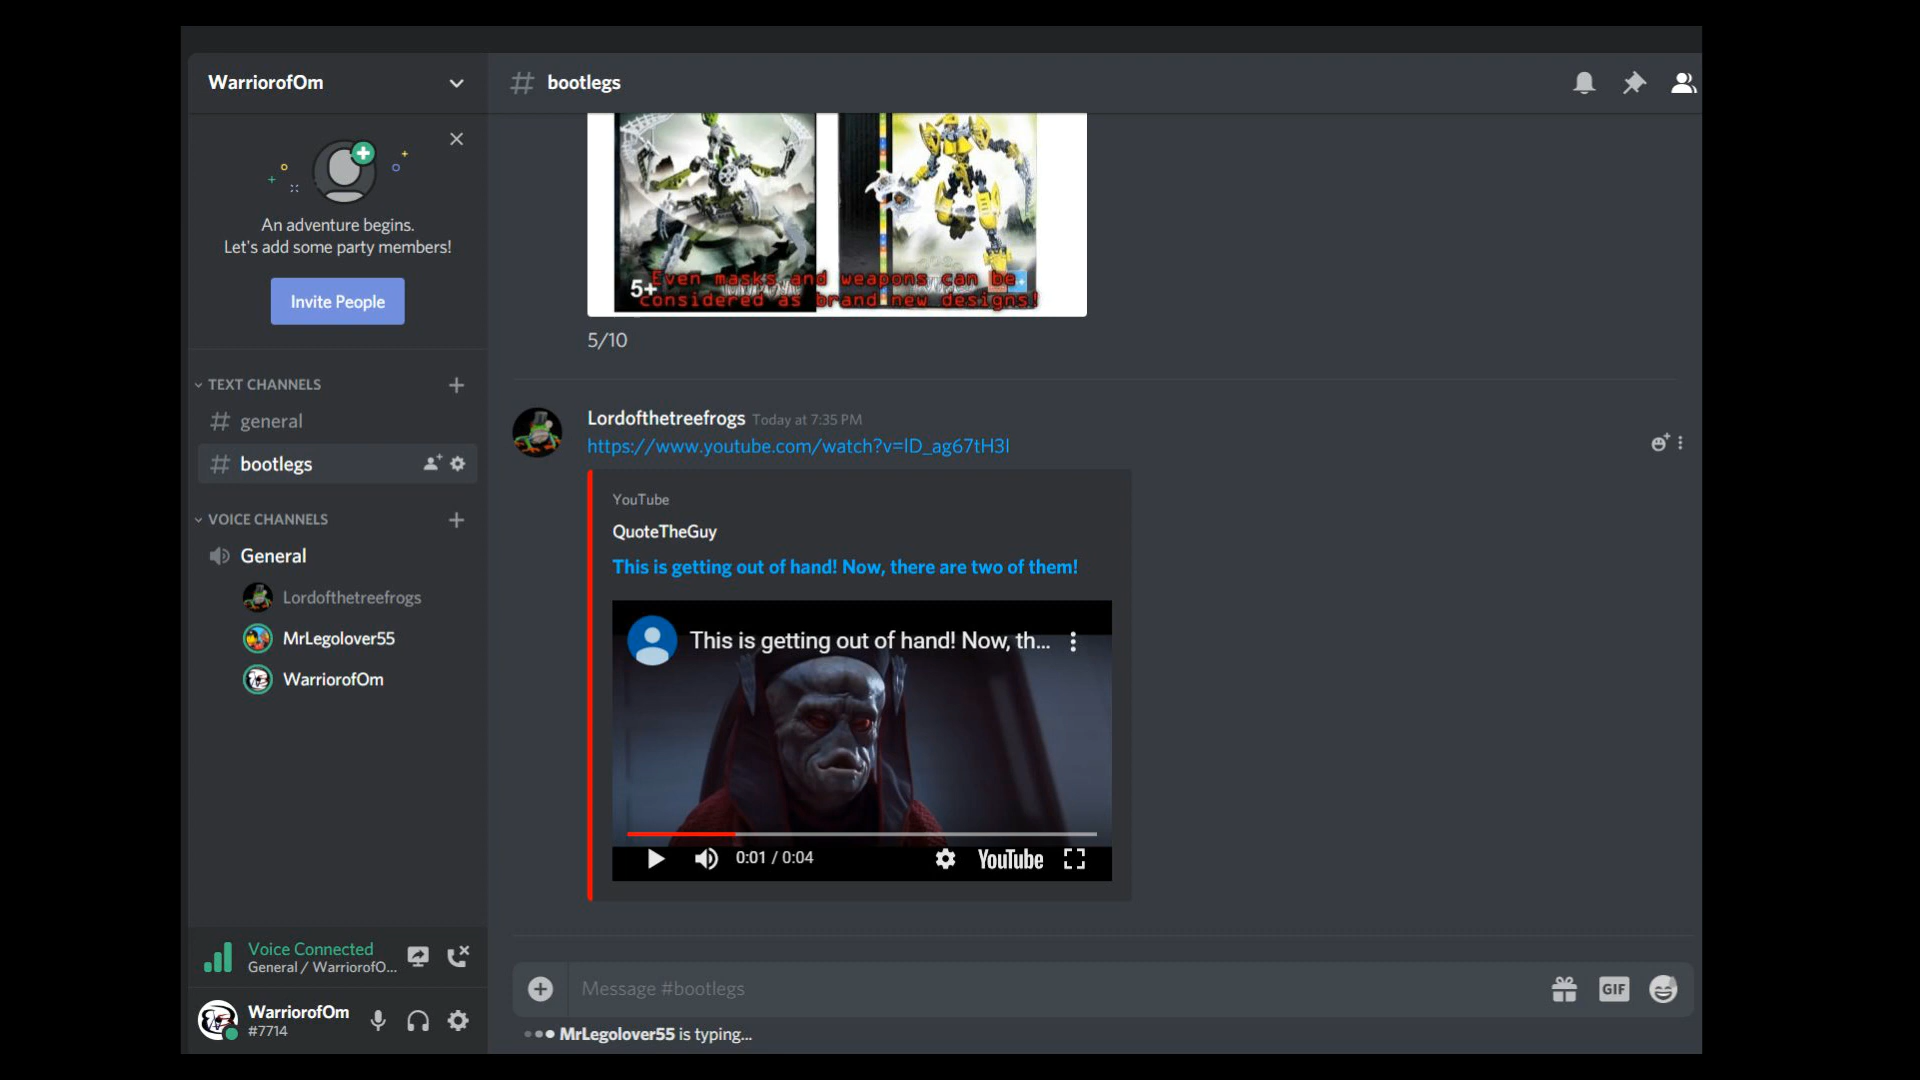 WarriorofOm
# bootlegs
An adventure begins.
Let's add some party members!
Invite People
TEXT CHANNELS
# general
# bootlegs
VOICE CHANNELS
General
Lordofthetreefrogs
MrLegolover55
WarriorofOm
Voice Connected
General / WarriorofO...
WarriorofOm
#7714
5+
Even masks and weapons can be
considered as brand new designs!
5/10
Lordofthetreefrogs Today at 7:35 PM
https://www.youtube.com/watch?v=lD_ag67tH3l
YouTube
QuoteTheGuy
This is getting out of hand! Now, there are two of them!
This is getting out of hand! Now, th...
0:01 / 0:04
YouTube
Message #bootlegs
GIF
MrLegolover55 is typing...